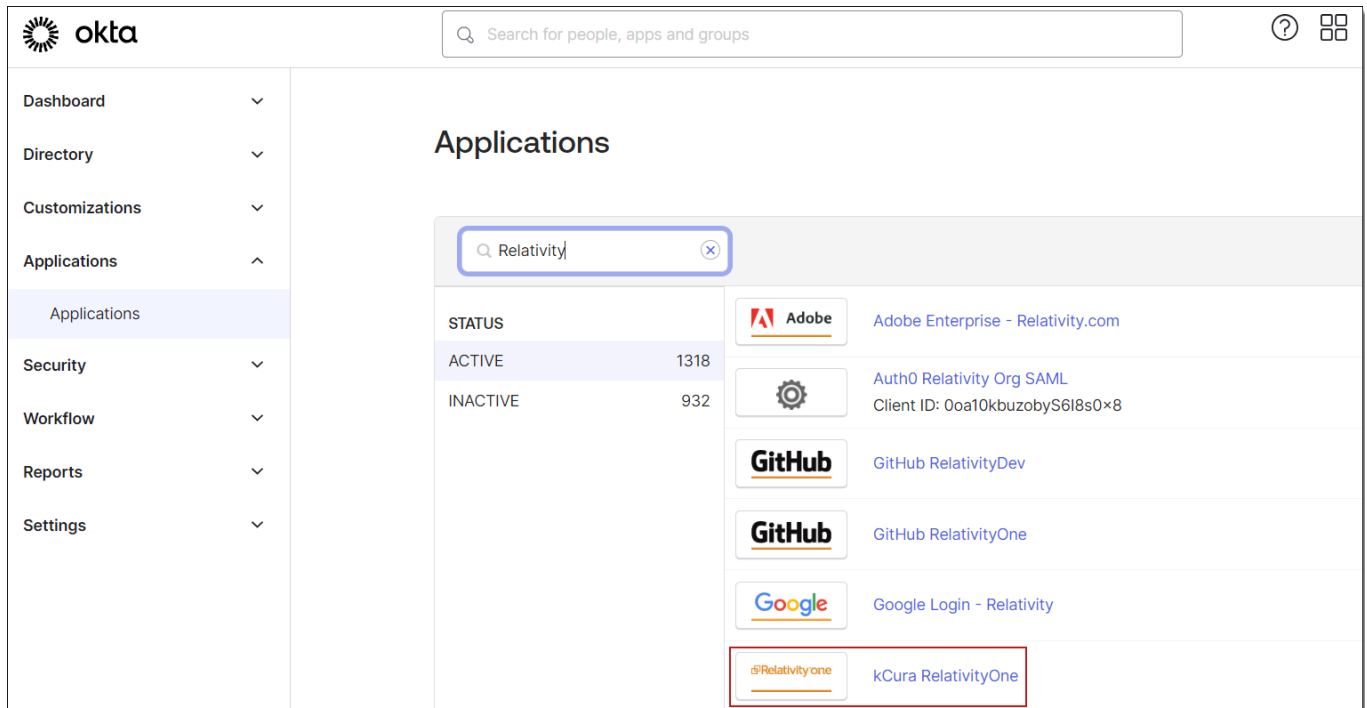 okta
Search for people, apps and groups
Dashboard
Directory
Customizations
Applications
Applications
Security
Workflow
Reports
Settings
Applications
Relativity
STATUS
ACTIVE 1318
INACTIVE 932
Adobe Adobe Enterprise - Relativity.com
Auth0 Relativity Org SAML
Client ID: 0oa10kbuzobyS6I8s0x8
GitHub GitHub RelativityDev
GitHub GitHub RelativityOne
Google Google Login - Relativity
Relativity one kCura RelativityOne